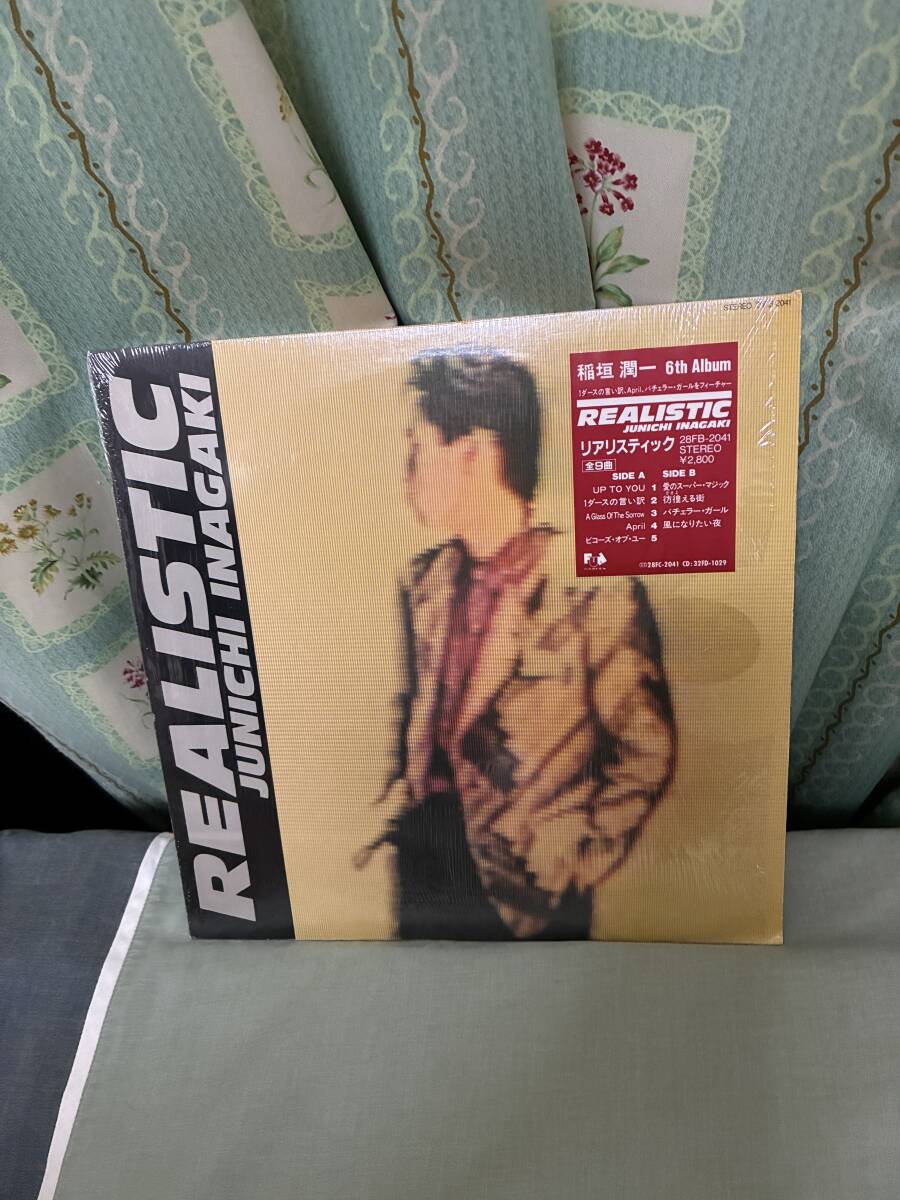 REALISTIC
JUNICHI INAGAKI
STEREO 28FB-2041
稲垣 潤一 6th Album
1ダースの言い訳、April、バチェラー・ガールをフィーチャー
REALISTIC
JUNICHI INAGAKI
リアリスティック 28FB-2041
STEREO
¥2,800
全9曲
SIDE A SIDE B
UP TO YOU 1 愛のスーパー・マジック
1ダースの言い訳 2 彷徨える街
A Glass Of The Sorrow 3 バチェラー・ガール
April 4 風になりたい夜
ビコーズ・オブ・ユー 5
28FC-2041 CD:32FD-1029